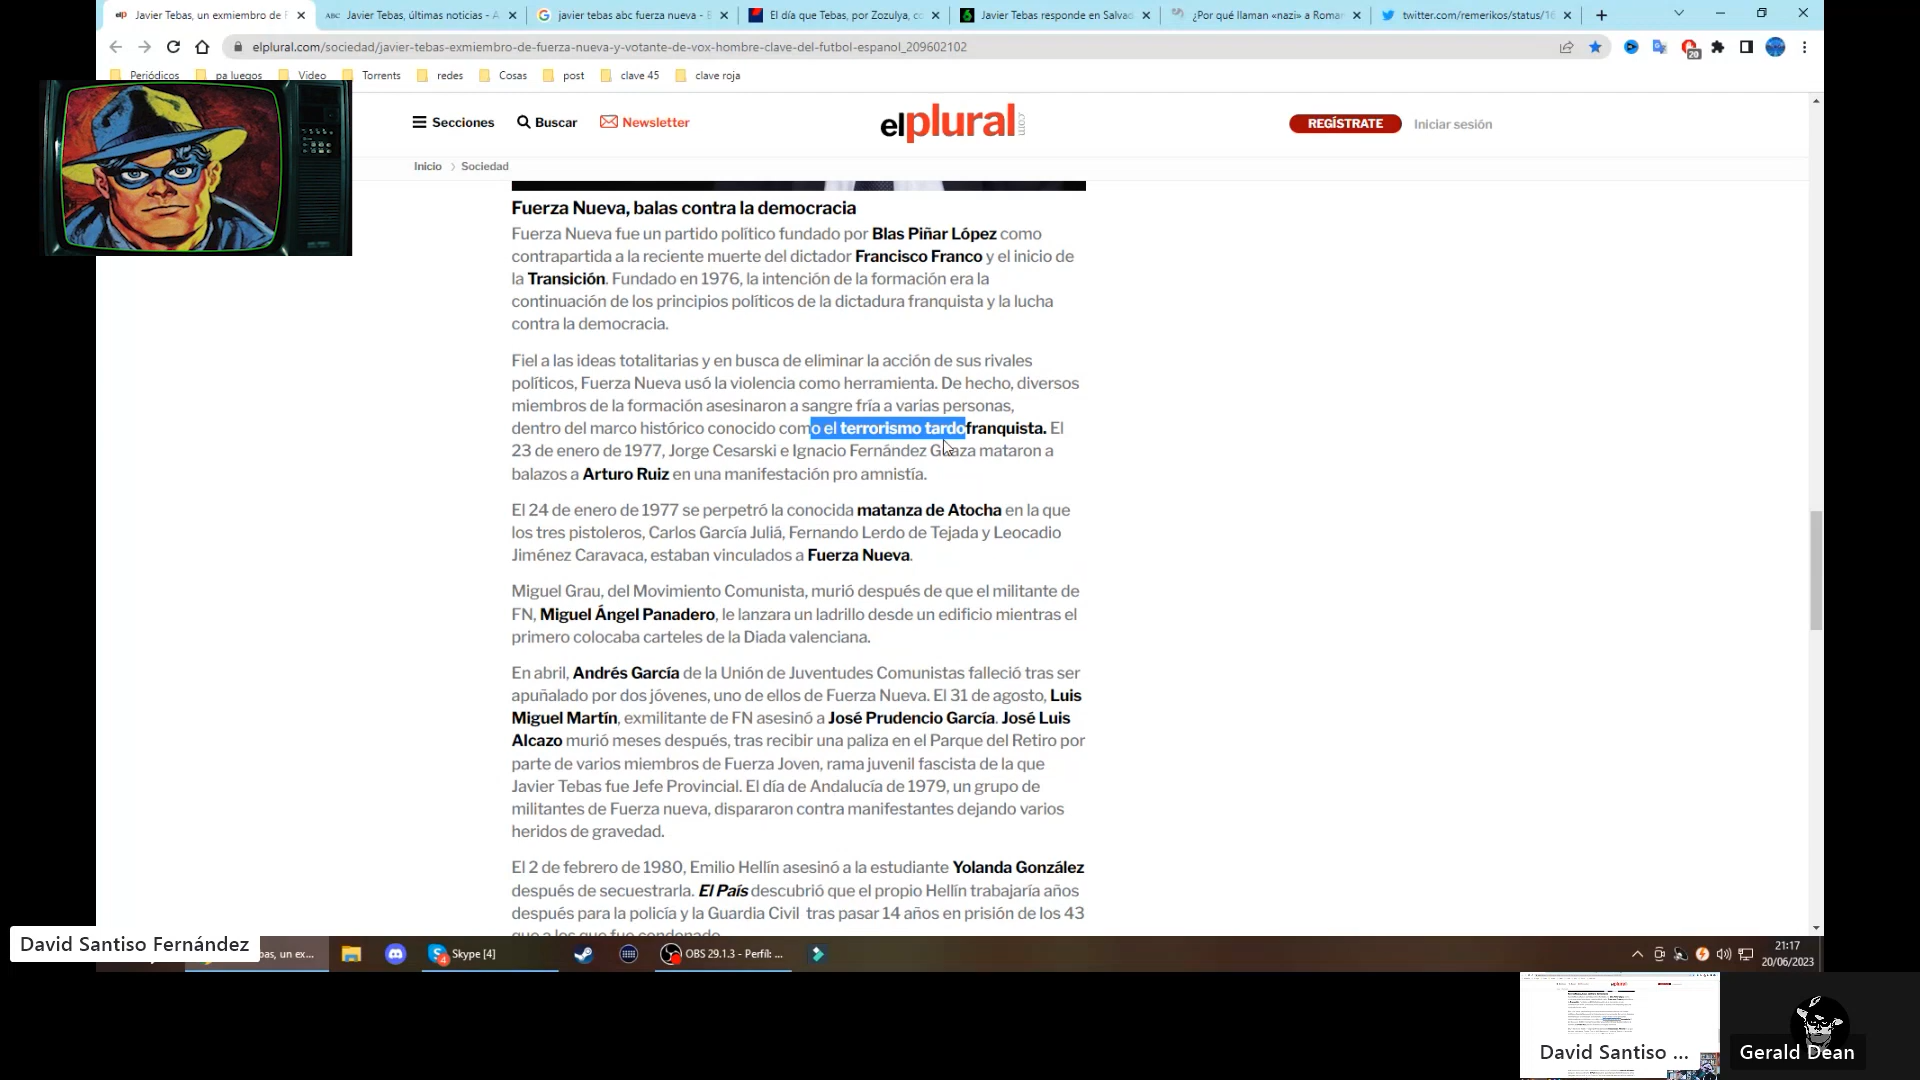 Javier Tebas, un exmiembro de F
Javier Tebas, últimas noticias - A
javier tebas abc fuerza nueva - B
El día que Tebas, por Zozulya, co
Javier Tebas responde en Salvad
¿Por qué llaman «nazi» a Roma
twitter.com/remerikos/status/16
elplural.com/sociedad/javier-tebas-exmiembro-de-fuerza-nueva-y-votante-de-vox-hombre-clave-del-futbol-espanol_209602102
20
Periódicos
pa luegos
Video
Torrents
redes
Cosas
post
clave 45
clave roja
Secciones
Buscar
Newsletter
elplural.com
REGÍSTRATE
Iniciar sesión
Inicio > Sociedad
Fuerza Nueva, balas contra la democracia
Fuerza Nueva fue un partido político fundado por Blas Piñar López como
contrapartida a la reciente muerte del dictador Francisco Franco y el inicio de
la Transición. Fundado en 1976, la intención de la formación era la
continuación de los principios políticos de la dictadura franquista y la lucha
contra la democracia.
Fiel a las ideas totalitarias y en busca de eliminar la acción de sus rivales
políticos, Fuerza Nueva usó la violencia como herramienta. De hecho, diversos
miembros de la formación asesinaron a sangre fría a varias personas,
dentro del marco histórico conocido como el terrorismo tardofranquista. El
23 de enero de 1977, Jorge Cesarski e Ignacio Fernández Guaza mataron a
balazos a Arturo Ruiz en una manifestación pro amnistía.
El 24 de enero de 1977 se perpetró la conocida matanza de Atocha en la que
los tres pistoleros, Carlos García Juliá, Fernando Lerdo de Tejada y Leocadio
Jiménez Caravaca, estaban vinculados a Fuerza Nueva.
Miguel Grau, del Movimiento Comunista, murió después de que el militante de
FN, Miguel Ángel Panadero, le lanzara un ladrillo desde un edificio mientras el
primero colocaba carteles de la Diada valenciana.
En abril, Andrés García de la Unión de Juventudes Comunistas falleció tras ser
apuñalado por dos jóvenes, uno de ellos de Fuerza Nueva. El 31 de agosto, Luis
Miguel Martín, exmilitante de FN asesinó a José Prudencio García. José Luis
Alcazo murió meses después, tras recibir una paliza en el Parque del Retiro por
parte de varios miembros de Fuerza Joven, rama juvenil fascista de la que
Javier Tebas fue Jefe Provincial. El día de Andalucía de 1979, un grupo de
militantes de Fuerza nueva, dispararon contra manifestantes dejando varios
heridos de gravedad.
El 2 de febrero de 1980, Emilio Hellín asesinó a la estudiante Yolanda González
después de secuestrarla. El País descubrió que el propio Hellín trabajaría años
después para la policía y la Guardia Civil tras pasar 14 años en prisión de los 43
que a los que fue condenado.
David Santiso Fernández
bas, un ex...
Skype [4]
OBS 29.1.3 - Perfil: ...
21:17
20/06/2023
David Santiso ...
Gerald Dean